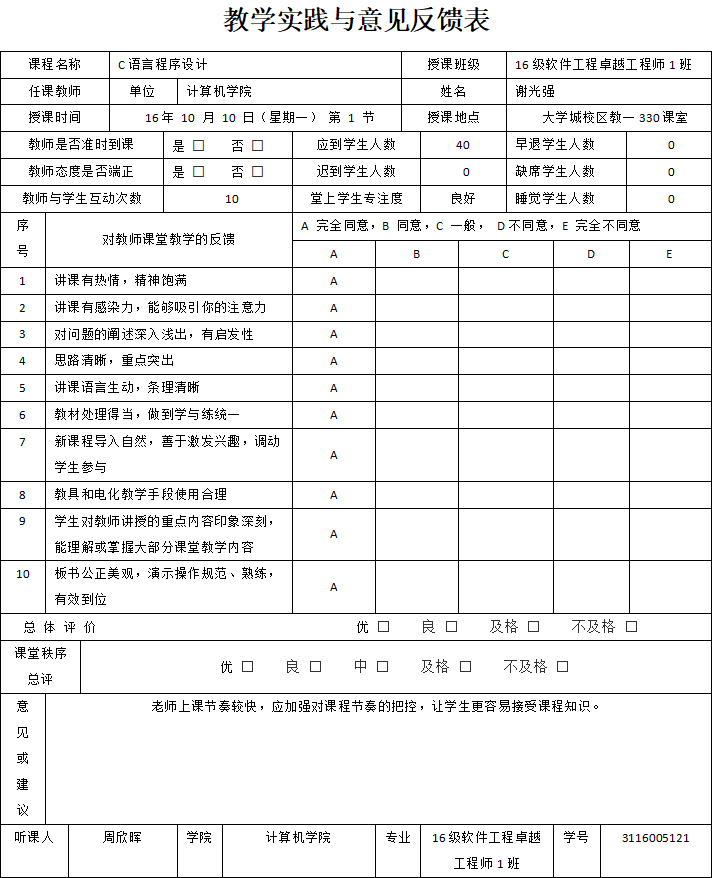 教学实践与意见反馈表
课程名称 C语言程序设计 授课班级 16级软件工程卓越工程师1班
任课教师 单位 计算机学院 姓名 谢光强
授课时间 16年 10 月 10 日(星期一) 第 1 节 授课地点 大学城校区教一330课室
教师是否准时到课 是 □ 否 □ 应到学生人数 40 早退学生人数 0
教师态度是否端正 是 □ 否 □ 迟到学生人数 0 缺席学生人数 0
教师与学生互动次数 10 堂上学生专注度 良好 睡觉学生人数 0
序号 对教师课堂教学的反馈 A 完全同意,B 同意,C 一般, D不同意,E 完全不同意
A B C D E
1 讲课有热情,精神饱满 A
2 讲课有感染力,能够吸引你的注意力 A
3 对问题的阐述深入浅出,有启发性 A
4 思路清晰,重点突出 A
5 讲课语言生动,条理清晰 A
6 教材处理得当,做到学与练统一 A
7 新课程导入自然,善于激发兴趣,调动
学生参与 A
8 教具和电化教学手段使用合理 A
9 学生对教师讲授的重点内容印象深刻,
能理解或掌握大部分课堂教学内容 A
10 板书公正美观,演示操作规范、熟练,
有效到位 A
总 体 评 价 优 □ 良 □ 及格 □ 不及格 □
课堂秩序
总评 优 □ 良 □ 中 □ 及格 □ 不及格 □
意见或建议 老师上课节奏较快,应加强对课程节奏的把控,让学生更容易接受课程知识。
听课人 周欣晖 学院 计算机学院 专业 16级软件工程卓越
工程师1班 学号 3116005121